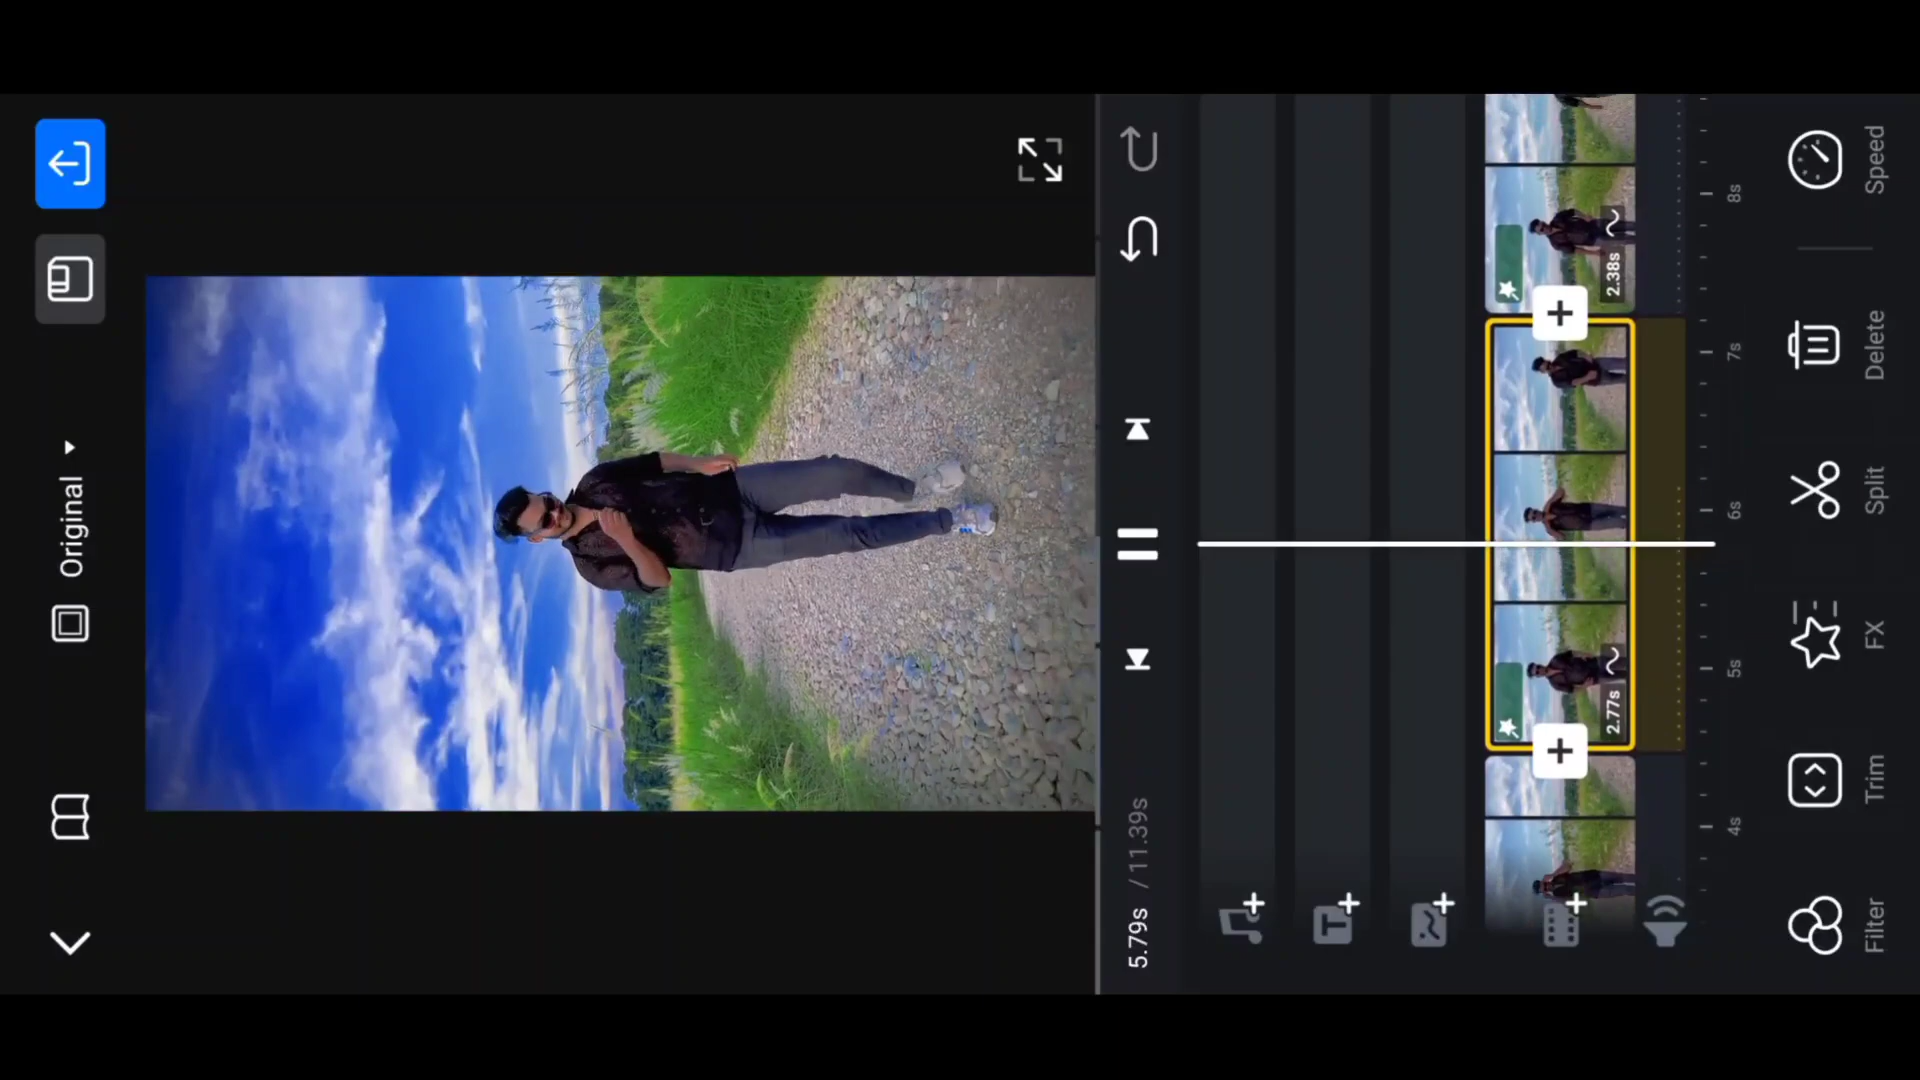 Original
5.79s / 11.39s
2.77s
2.38s
4s
5s
6s
7s
8s
Filter
Trim
FX
Split
Delete
Speed